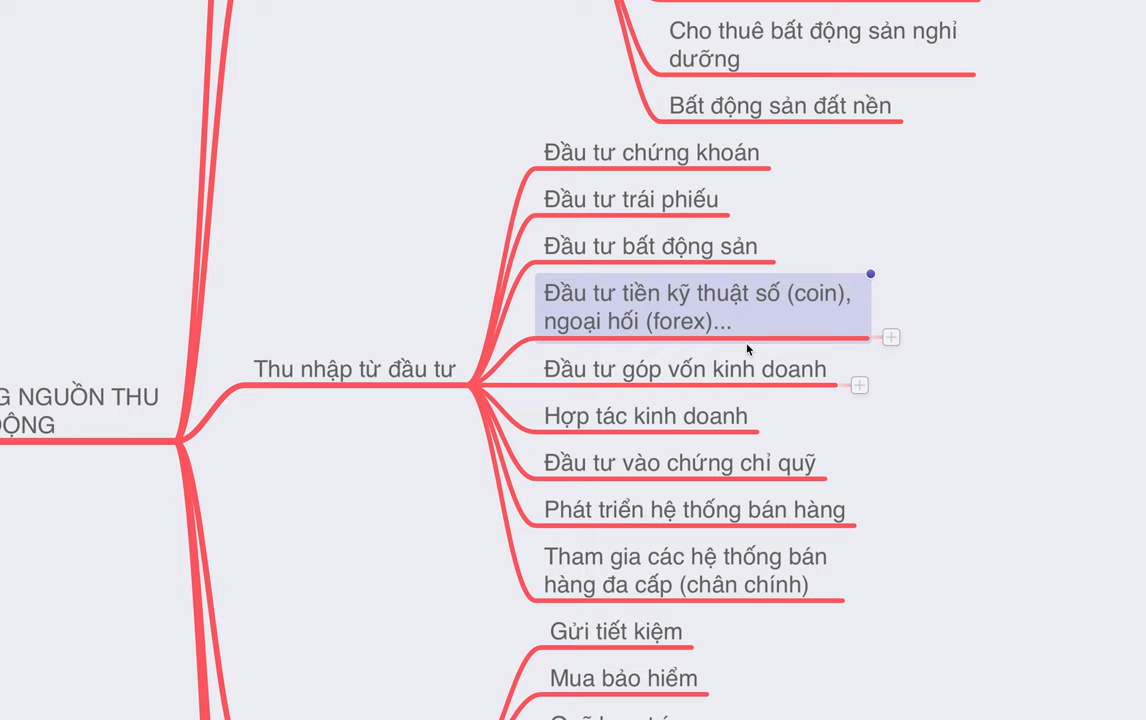 Cho thuê bất động sản nghỉ
dưỡng
Bất động sản đất nền
Đầu tư chứng khoán
Đầu tư trái phiếu
Đầu tư bất động sản
Đầu tư tiền kỹ thuật số (coin),
ngoại hối (forex)...
Thu nhập từ đầu tư
Đầu tư góp vốn kinh doanh
G NGUỒN THU
ĐỘNG
Hợp tác kinh doanh
Đầu tư vào chứng chỉ quỹ
Phát triển hệ thống bán hàng
Tham gia các hệ thống bán
hàng đa cấp (chân chính)
Gửi tiết kiệm
Mua bảo hiểm